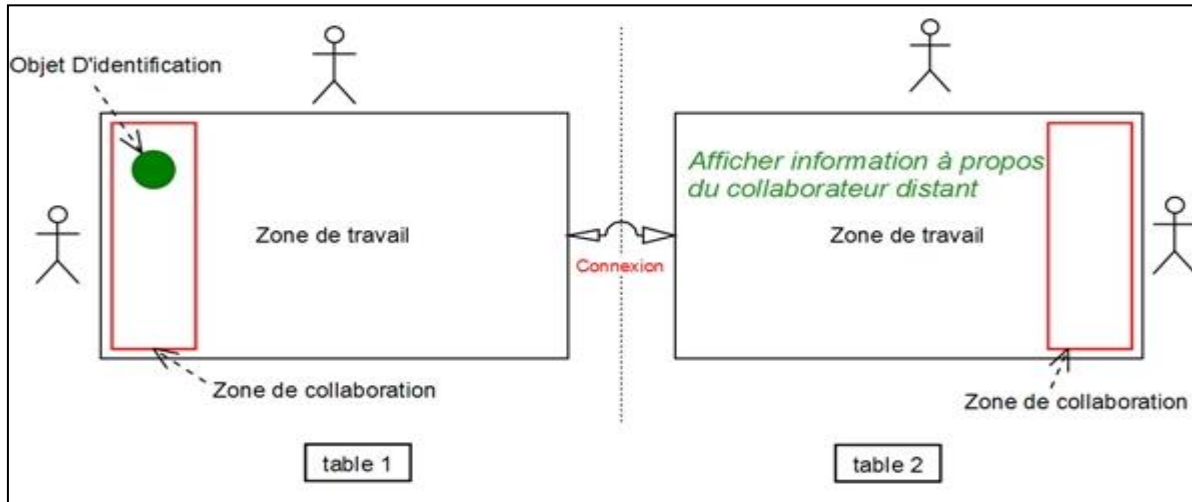 Objet D'identification
Afficher information à propos
du collaborateur distant
Zone de travail
Zone de travail
Connexion
Zone de collaboration
Zone de collaboration
table 1
table 2